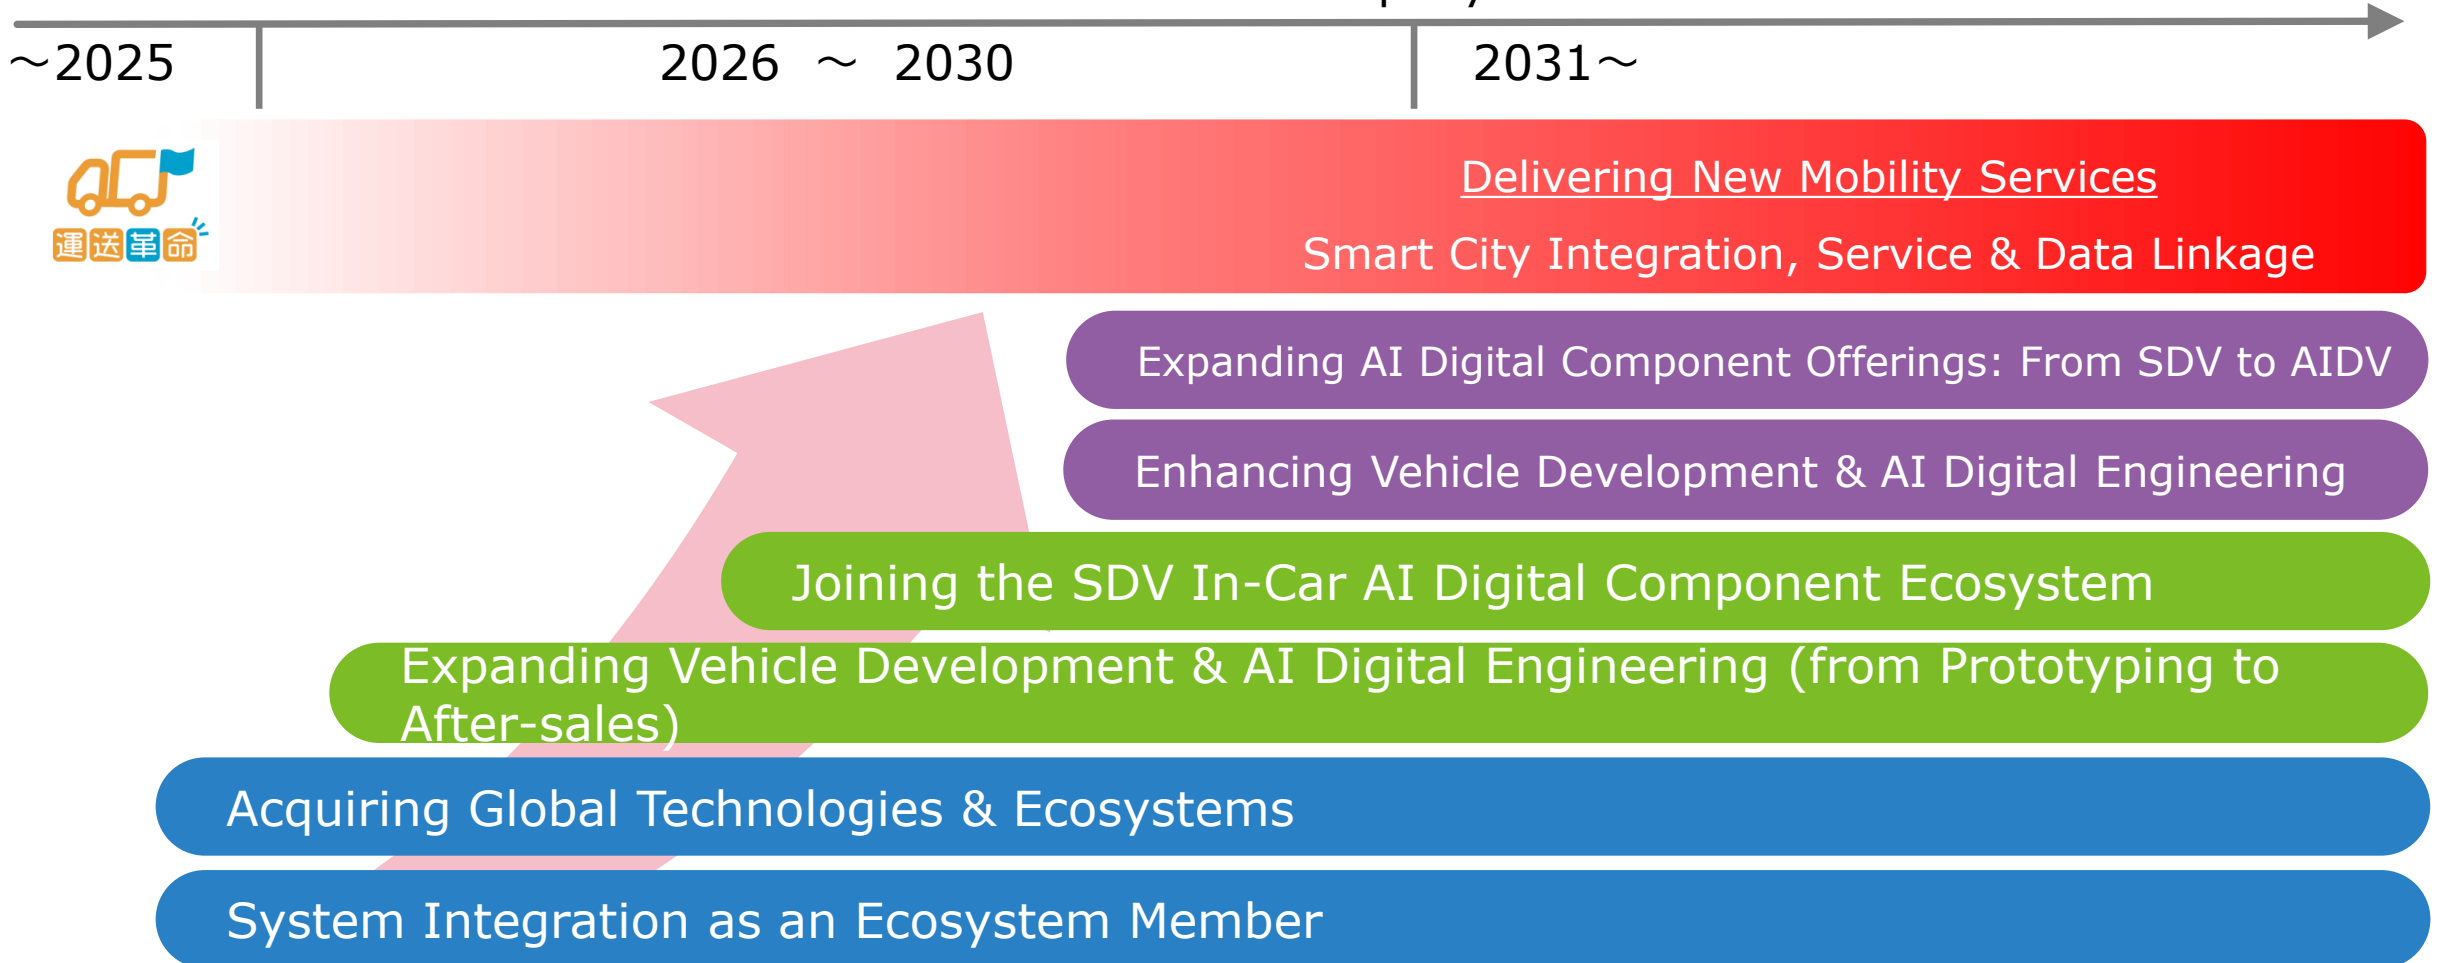 ～2025
2026 ～ 2030
2031～
運送革命
Delivering New Mobility Services
Smart City Integration, Service & Data Linkage
Expanding AI Digital Component Offerings: From SDV to AIDV
Enhancing Vehicle Development & AI Digital Engineering
Joining the SDV In-Car AI Digital Component Ecosystem
Expanding Vehicle Development & AI Digital Engineering (from Prototyping to
After-sales)
Acquiring Global Technologies & Ecosystems
System Integration as an Ecosystem Member